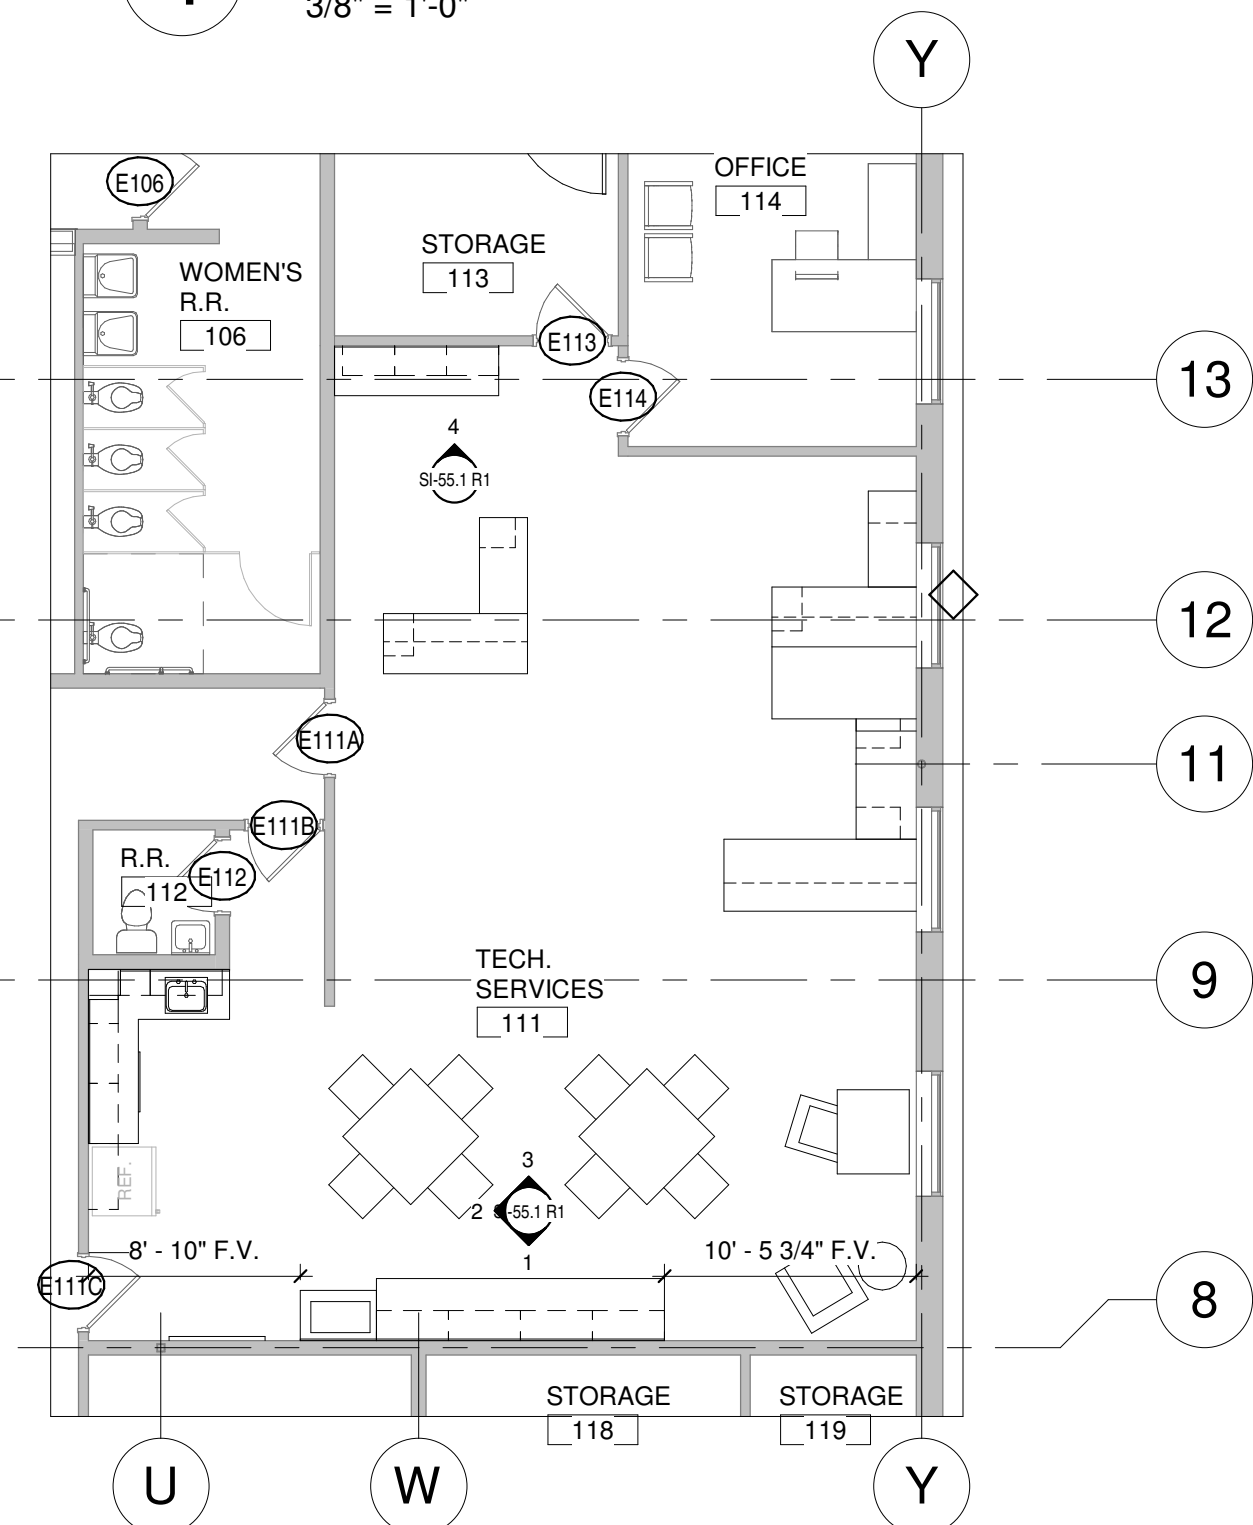 3/8" = 1'-0"
Y
E106
OFFICE
114
STORAGE
113
WOMEN'S
R.R.
106
E113
13
E114
4
SI-55.1 R1
12
E111A
11
E111B
R.R.
112
E112
TECH.
SERVICES
111
9
REF.
3
2
-55.1 R1
1
8' - 10" F.V.
10' - 5 3/4" F.V.
E111C
8
STORAGE
118
STORAGE
119
U
W
Y